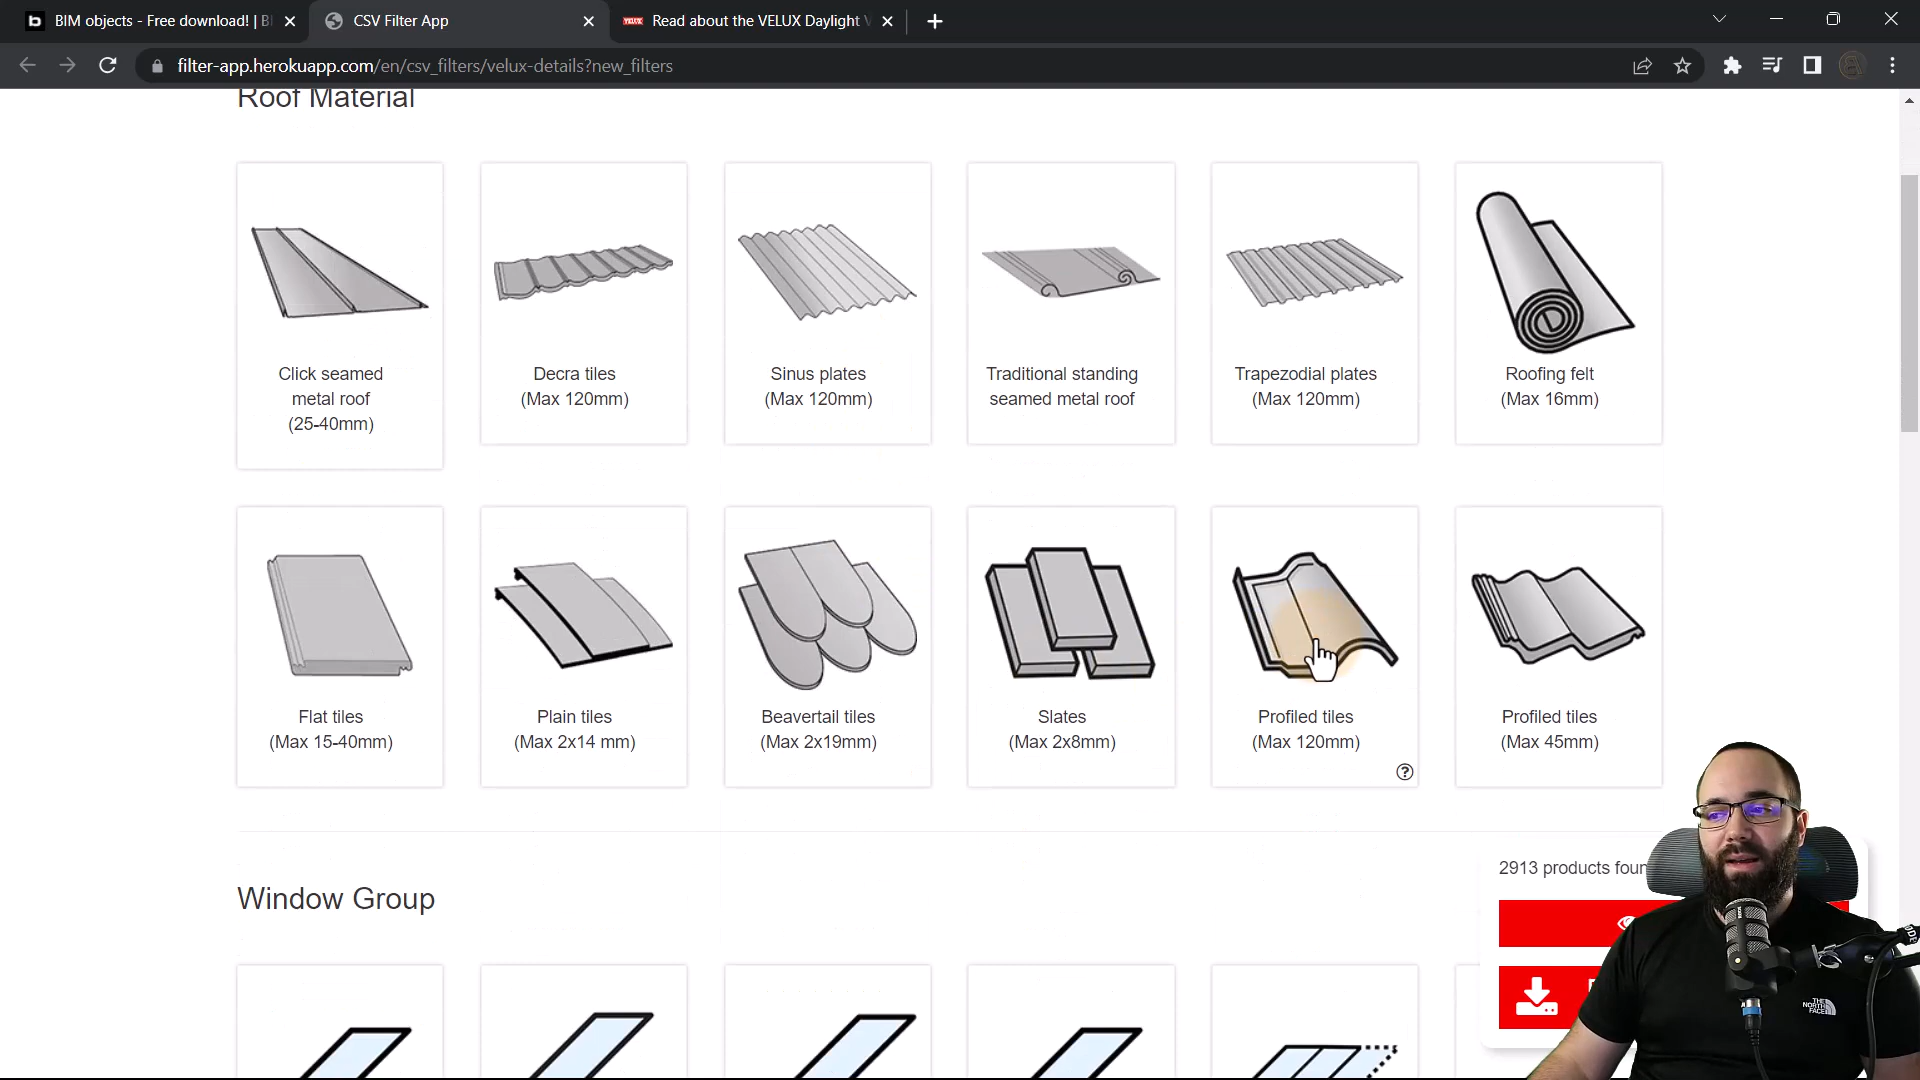 BIM objects - Free download! | B
CSV Filter App
VELUX
Read about the VELUX Daylight V
filter-app.herokuapp.com/en/csv_filters/velux-details?new_filters
Roof Material
Click seamed
metal roof
(25-40mm)
Decra tiles
(Max 120mm)
Sinus plates
(Max 120mm)
Traditional standing
seamed metal roof
Trapezodial plates
(Max 120mm)
Roofing felt
(Max 16mm)
Flat tiles
(Max 15-40mm)
Plain tiles
(Max 2x14 mm)
Beavertail tiles
(Max 2x19mm)
Slates
(Max 2x8mm)
Profiled tiles
(Max 120mm)
Profiled tiles
(Max 45mm)
Window Group
2913 products foun
THE
NORTH
FACE